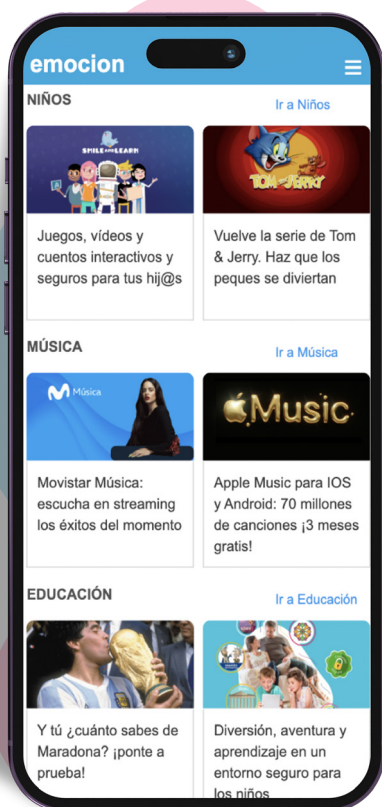 emocion
NIÑOS
Ir a Niños
SMILE AND LEARN
TOM AND JERRY
Juegos, vídeos y
cuentos interactivos y
seguros para tus hij@s
Vuelve la serie de Tom
& Jerry. Haz que los
peques se diviertan
MÚSICA
Ir a Música
Música
Music
Movistar Música:
escucha en streaming
los éxitos del momento
Apple Music para IOS
y Android: 70 millones
de canciones ¡3 meses
gratis!
EDUCACIÓN
Ir a Educación
Y tú ¿cuánto sabes de
Maradona? ¡ponte a
prueba!
Diversión, aventura y
aprendizaje en un
entorno seguro para
los niños